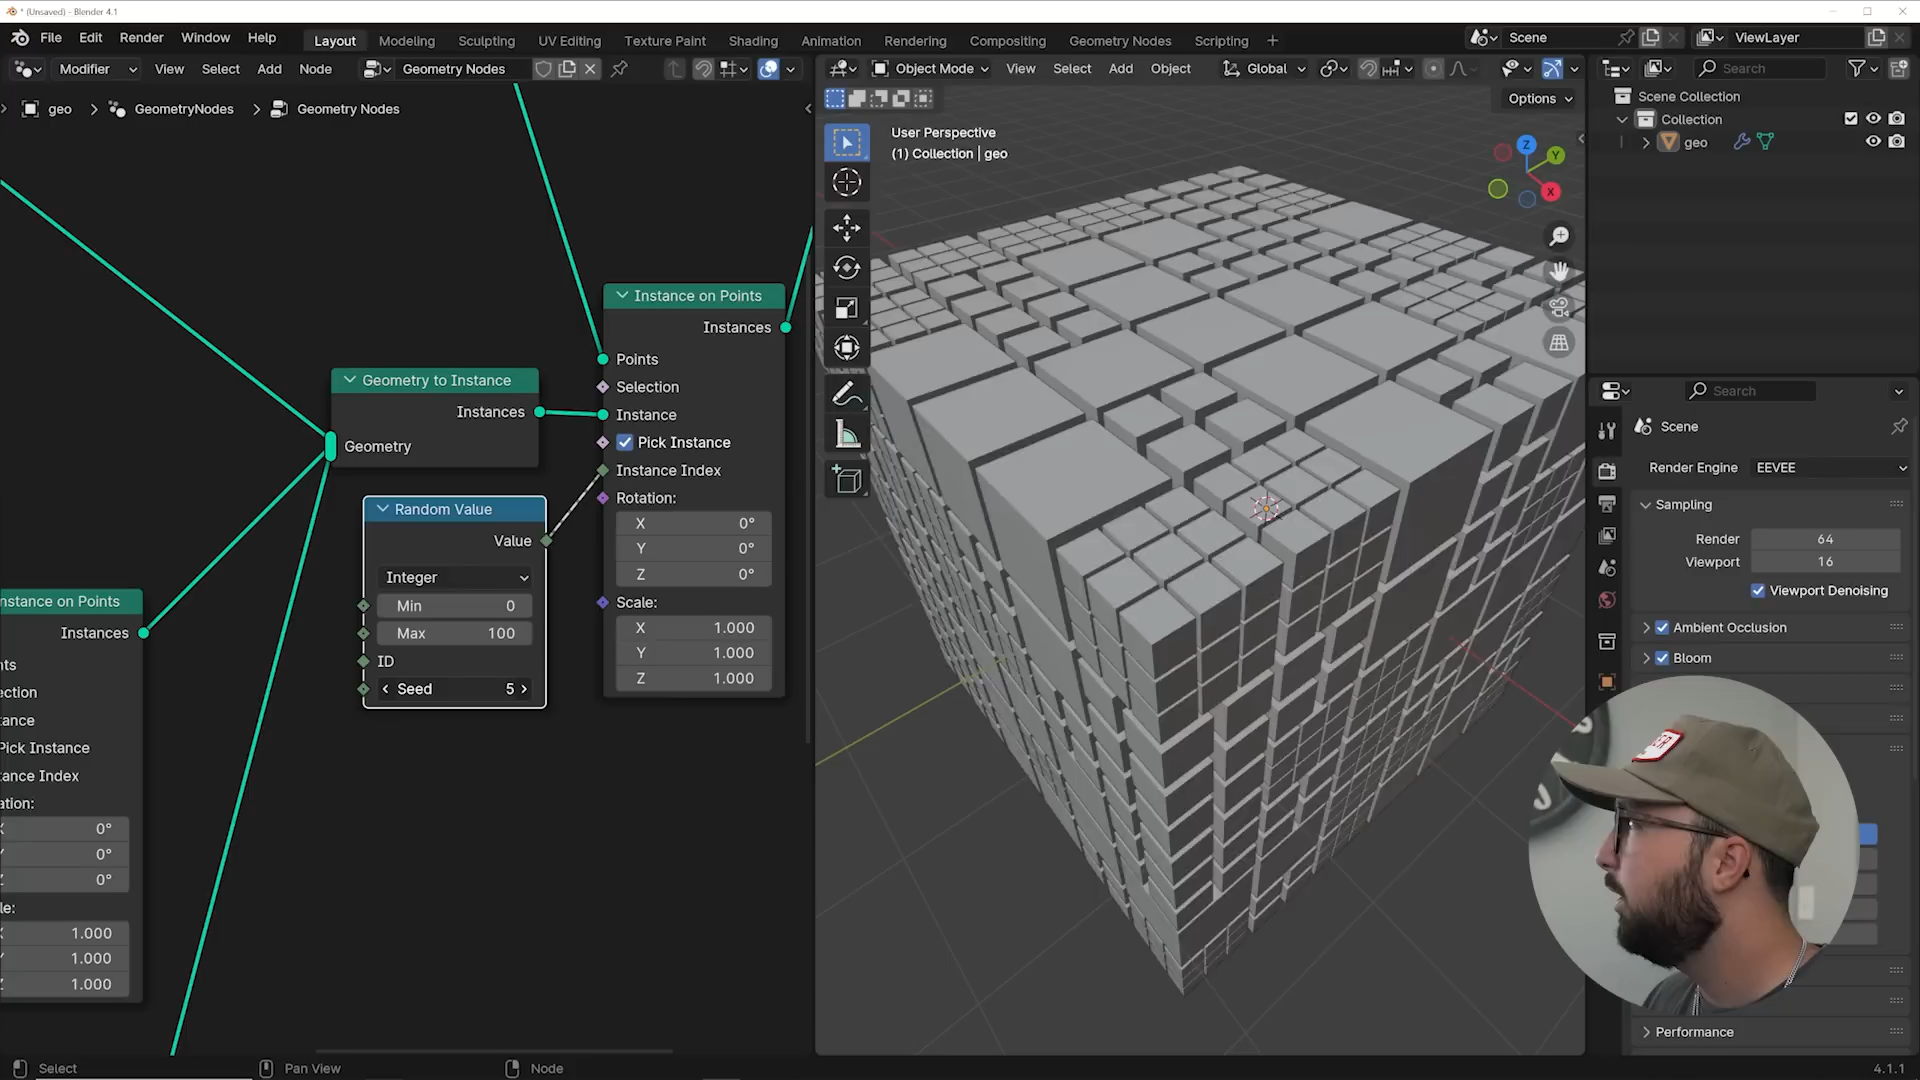 * (Unsaved) - Blender 4.1
File Edit Render Window Help
Layout Modeling Sculpting UV Editing Texture Paint Shading Animation Rendering Compositing Geometry Nodes Scripting +
Scene
ViewLayer
Modifier View Select Add Node Geometry Nodes
Object Mode View Select Add Object Global
Search
geo > GeometryNodes > Geometry Nodes
Options
User Perspective
(1) Collection | geo
Z
Y
X
Scene Collection
Collection
geo
Instance on Points
Instances
Points
Selection
Instance
Pick Instance
Instance Index
Rotation:
X 0°
Y 0°
Z 0°
Scale:
X 1.000
Y 1.000
Z 1.000
Geometry to Instance
Instances
Geometry
Random Value
Value
Integer
Min 0
Max 100
ID
Seed 5
nstance on Points
Instances
nts
ection
tance
Pick Instance
tance Index
ation:
0°
0°
0°
le:
1.000
1.000
1.000
Search
Scene
Render Engine EEVEE
Sampling
Render 64
Viewport 16
Viewport Denoising
Ambient Occlusion
Bloom
Performance
Select
Pan View
Node
4.1.1